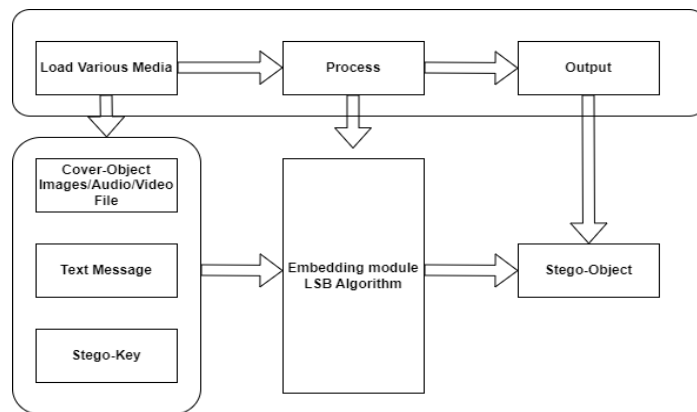 Load Various Media
Process
Output
Cover-Object
Images/Audio/Video
File
Text Message
Embedding module
LSB Algorithm
Stego-Object
Stego-Key